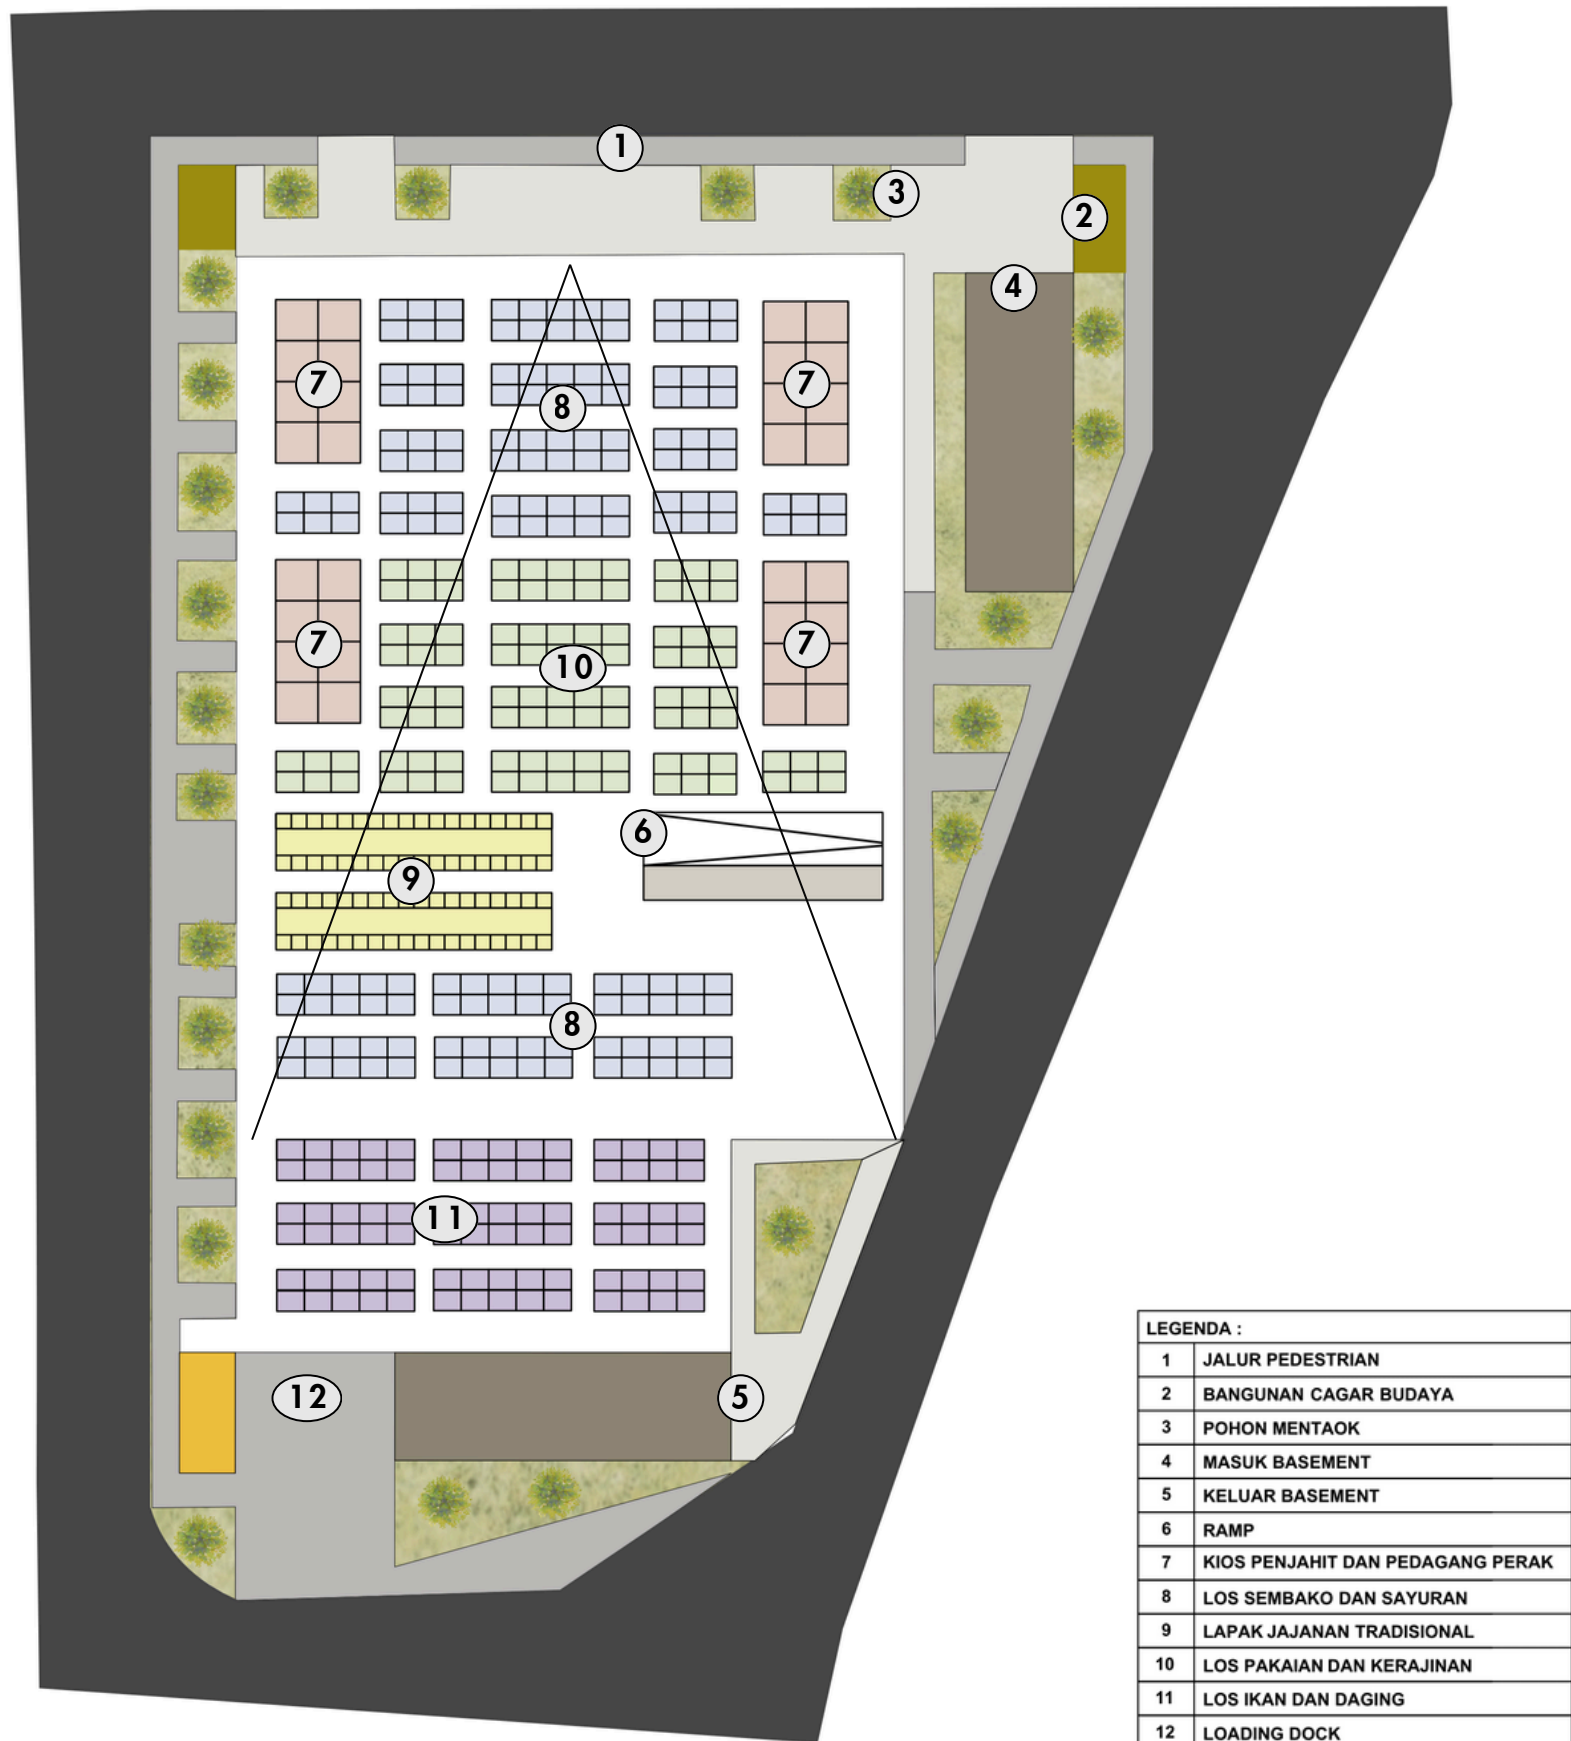 1
3
2
4
7
7
8
7
7
10
6
9
8
11
12
5
LEGENDA :
1 JALUR PEDESTRIAN
2 BANGUNAN CAGAR BUDAYA
3 POHON MENTAOK
4 MASUK BASEMENT
5 KELUAR BASEMENT
6 RAMP
7 KIOS PENJAHIT DAN PEDAGANG PERAK
8 LOS SEMBAKO DAN SAYURAN
9 LAPAK JAJANAN TRADISIONAL
10 LOS PAKAIAN DAN KERAJINAN
11 LOS IKAN DAN DAGING
12 LOADING DOCK